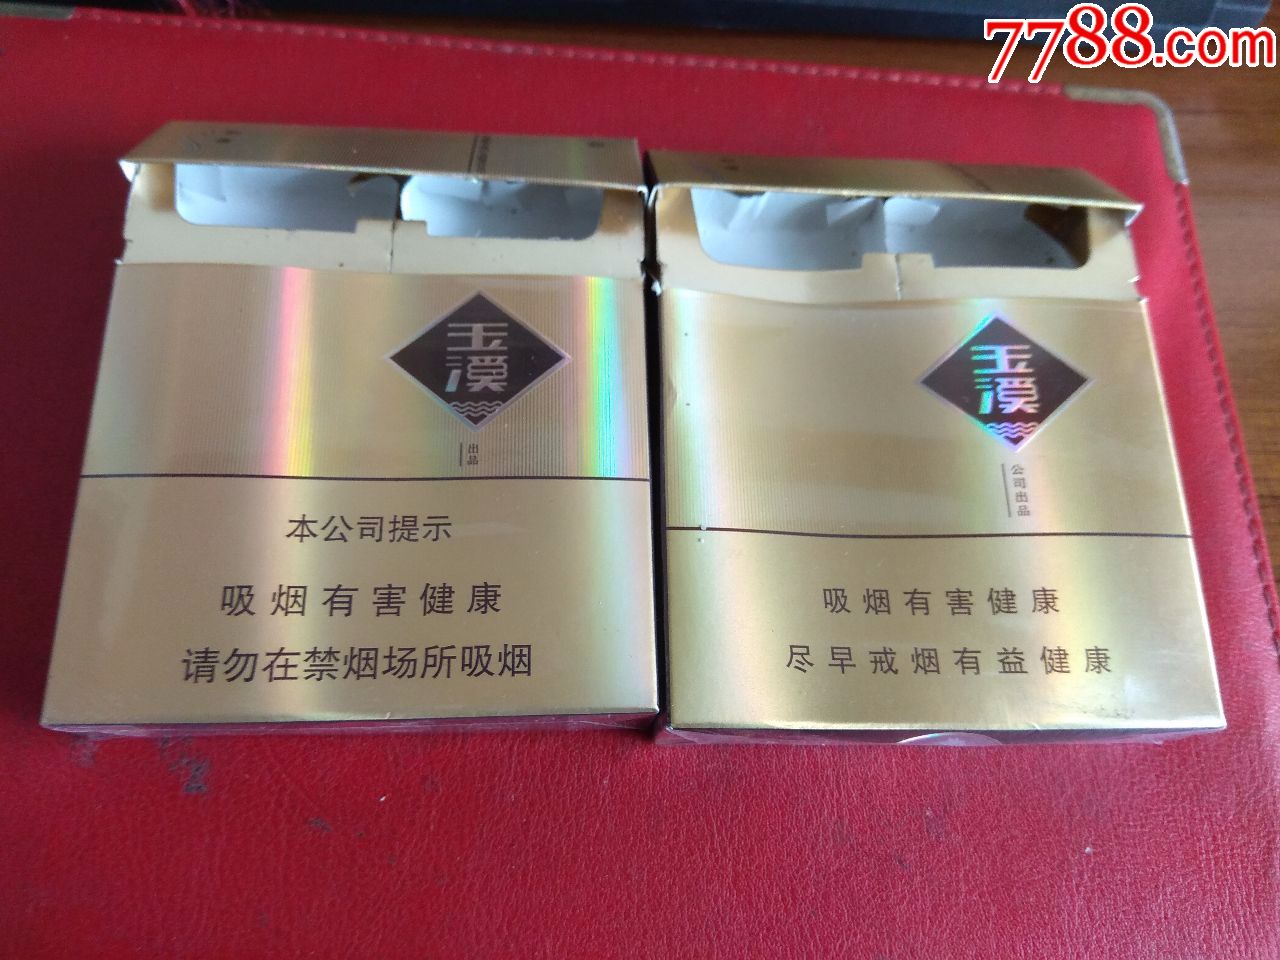 7788.com
玉溪
出品
本公司提示
吸烟有害健康
请勿在禁烟场所吸烟
玉溪
公司出品
吸烟有害健康
尽早戒烟有益健康